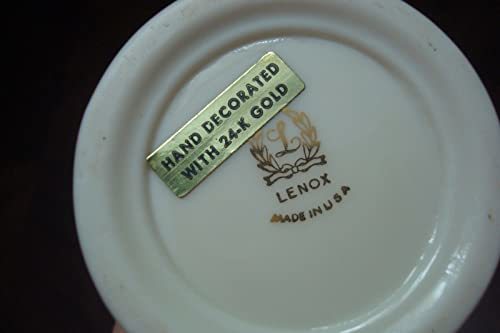 HAND DECORATED
WITH 24-K GOLD
L
LENOX
MADE IN USA